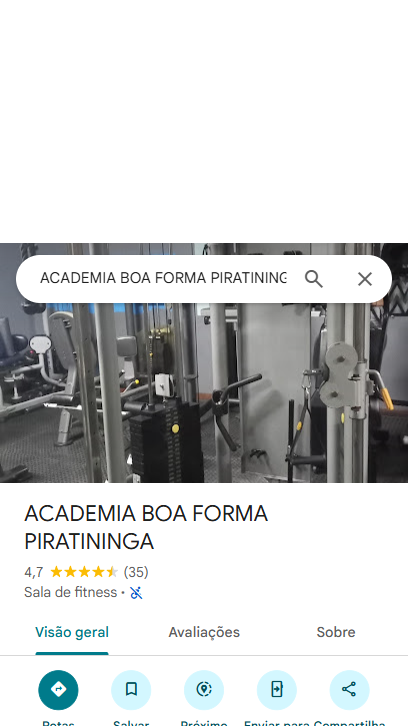 ACADEMIA BOA FORMA PIRATINING
ACADEMIA BOA FORMA
PIRATININGA
4,7 (35)
Sala de fitness ·
Visão geral Avaliações Sobre
Rotas Salvar Próximo Enviar para Compartilha